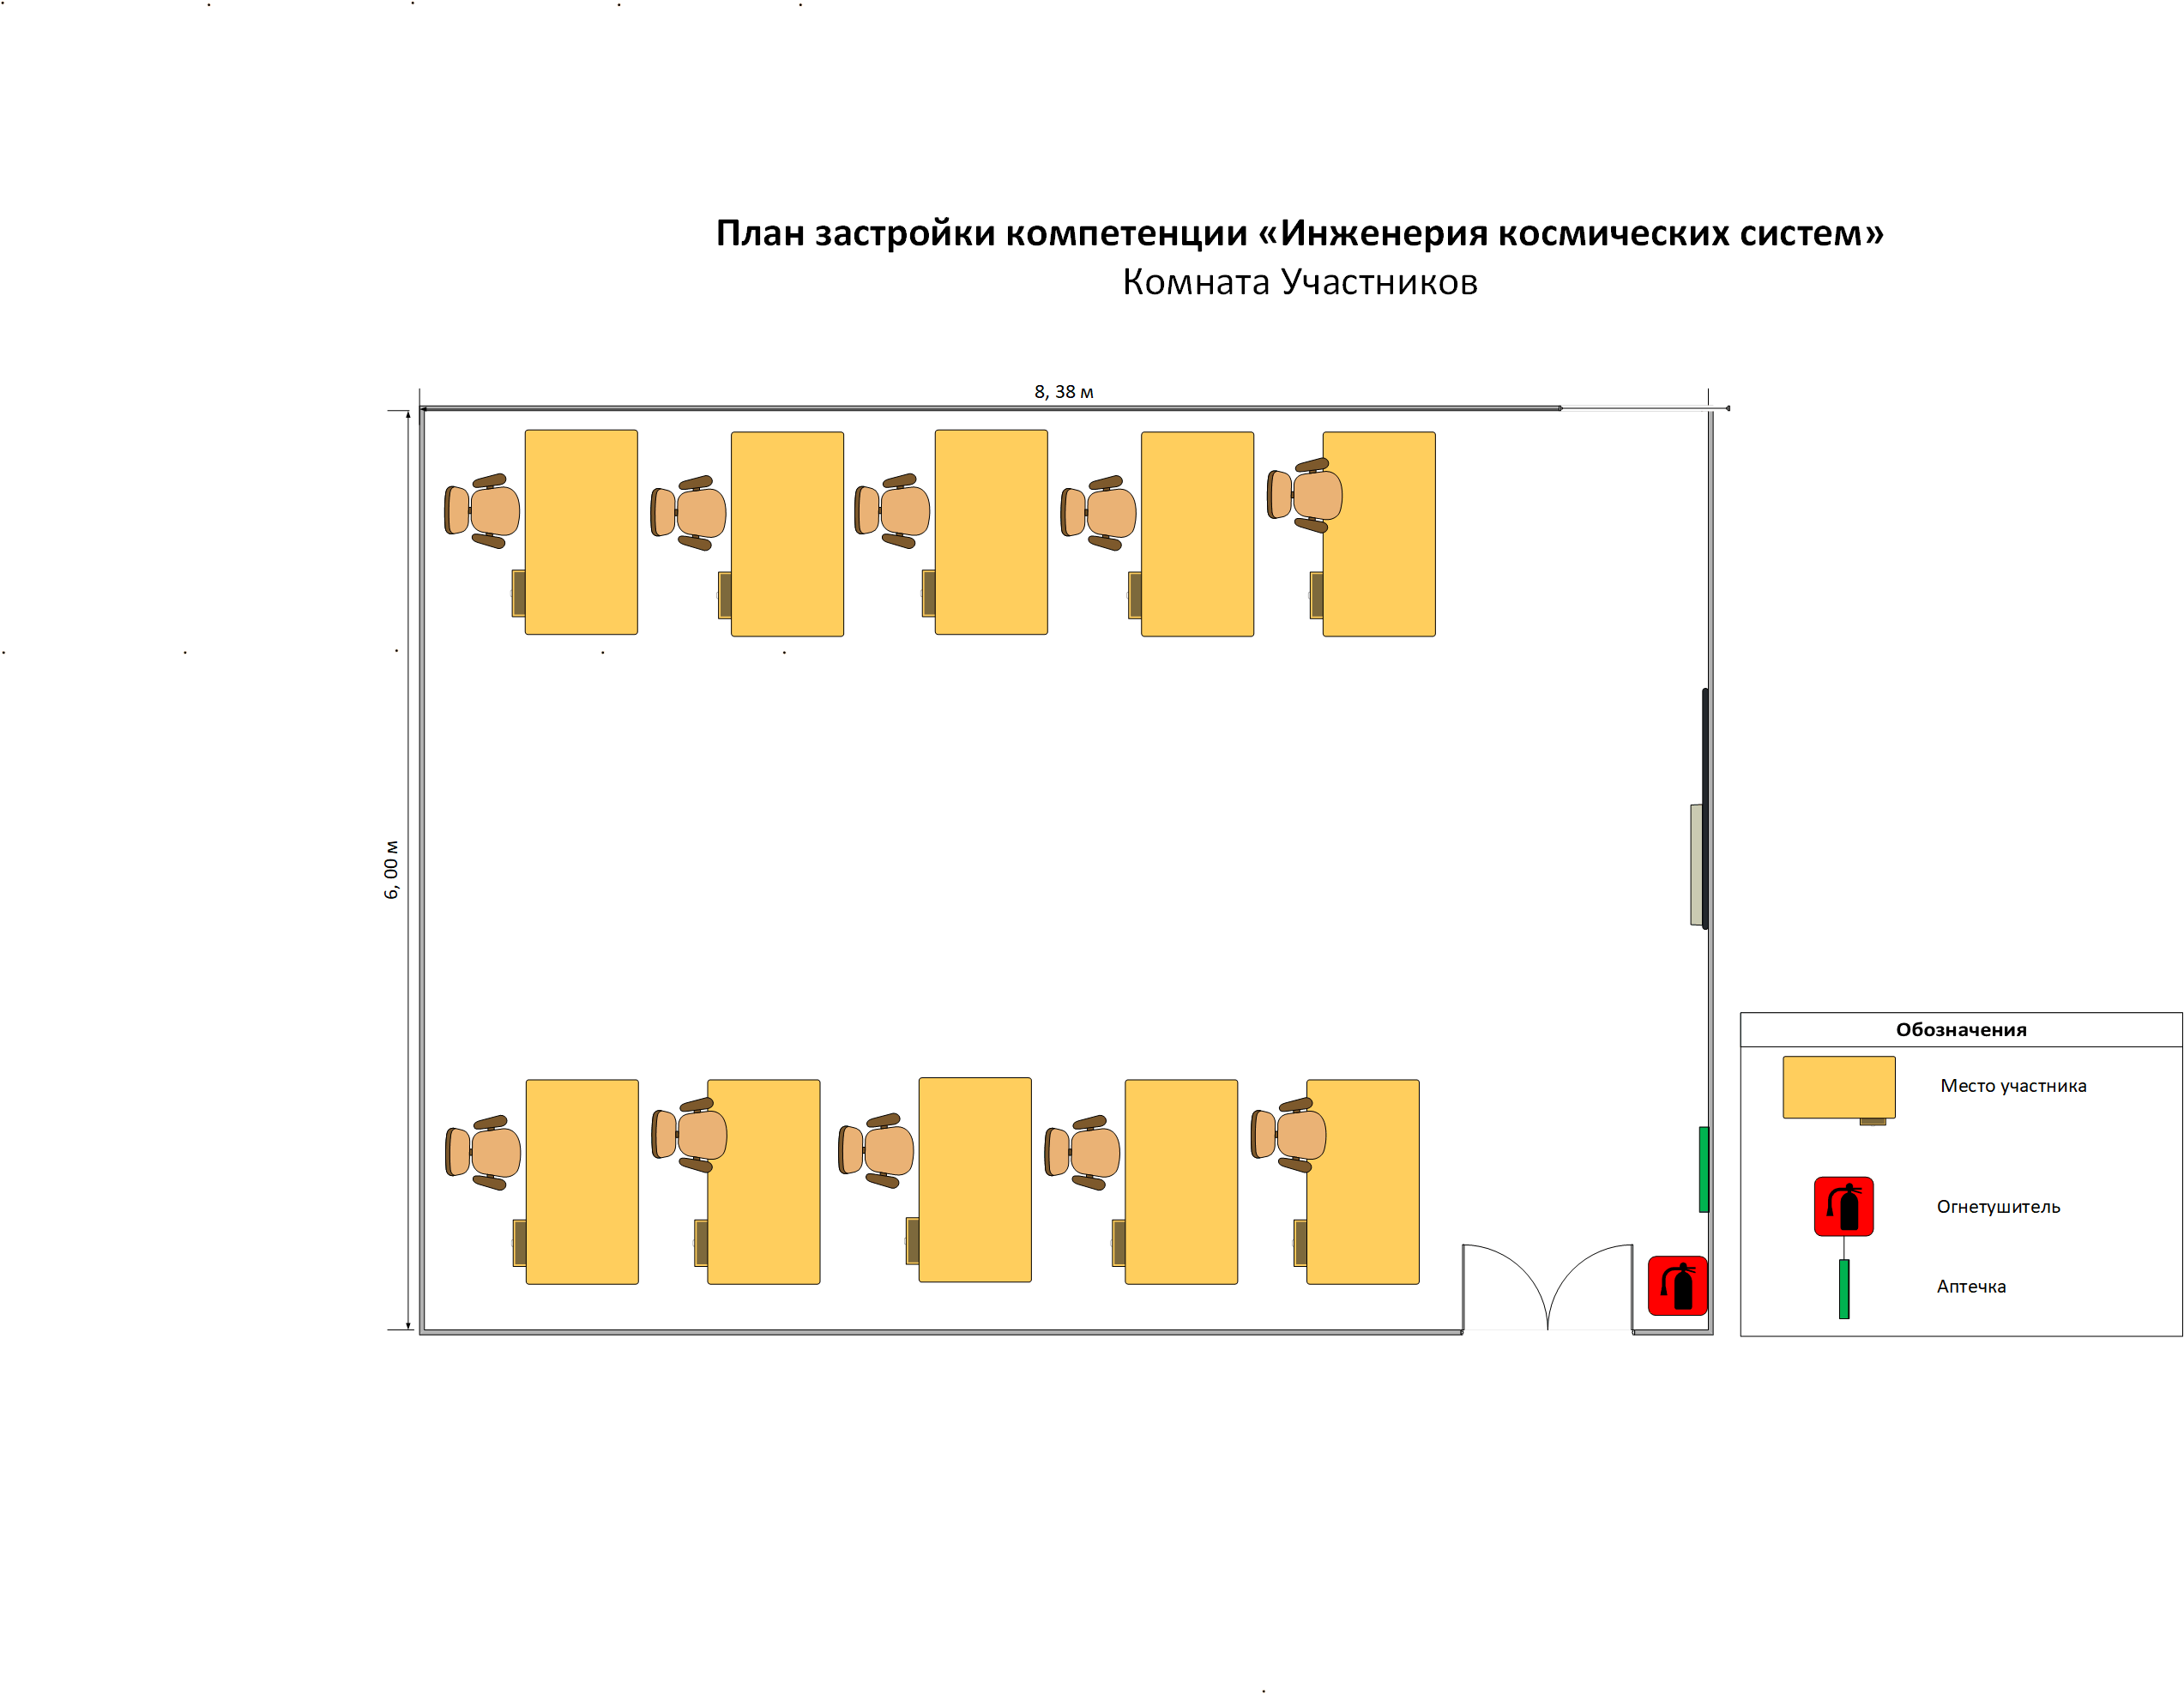 План застройки компетенции «Инженерия космических систем»
Комната Участников
8, 38 м
6, 00 м
Обозначения
Место участника
Огнетушитель
Аптечка